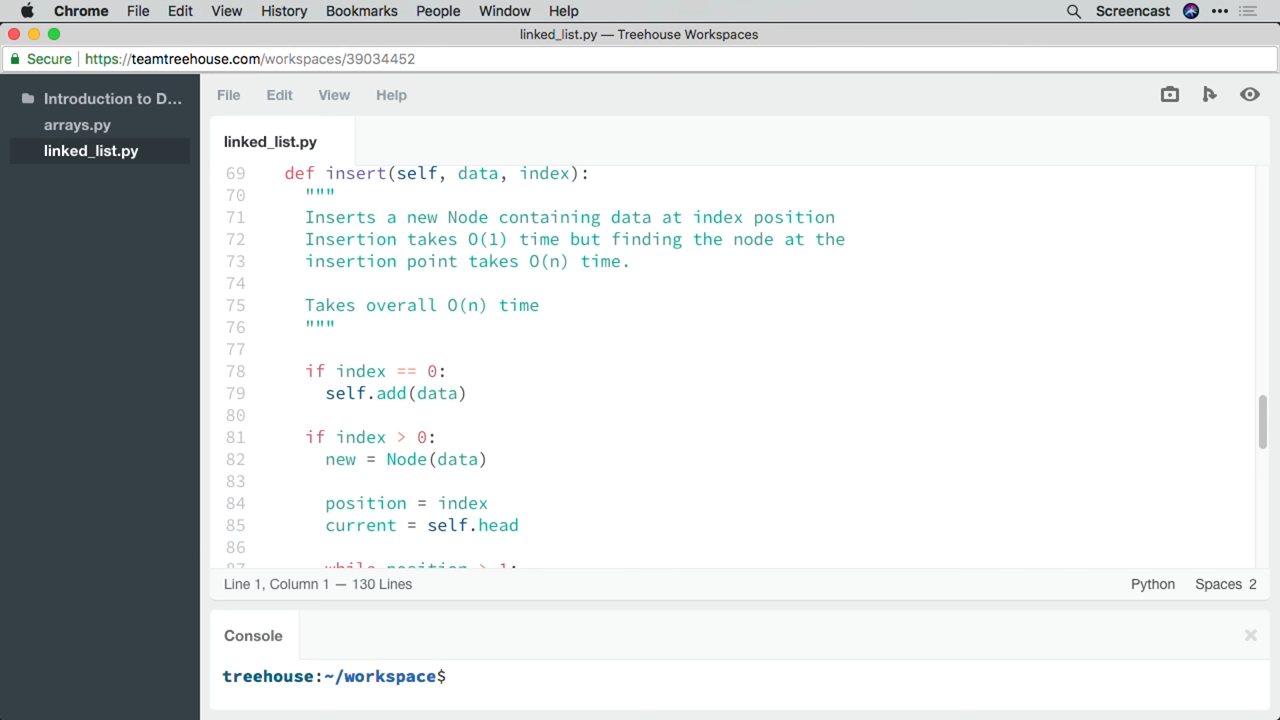 Chrome File Edit View History Bookmarks People Window Help Screencast
linked_list.py — Treehouse Workspaces
Secure https://teamtreehouse.com/workspaces/39034452
Introduction to D...
arrays.py
linked_list.py
File Edit View Help
linked_list.py
69 def insert(self, data, index):
70 """
71 Inserts a new Node containing data at index position
72 Insertion takes O(1) time but finding the node at the
73 insertion point takes O(n) time.
74
75 Takes overall O(n) time
76 """
77
78 if index == 0:
79 self.add(data)
80
81 if index > 0:
82 new = Node(data)
83
84 position = index
85 current = self.head
86
87 while position > 1:
Line 1, Column 1 — 130 Lines Python Spaces 2
Console
treehouse:~/workspace$